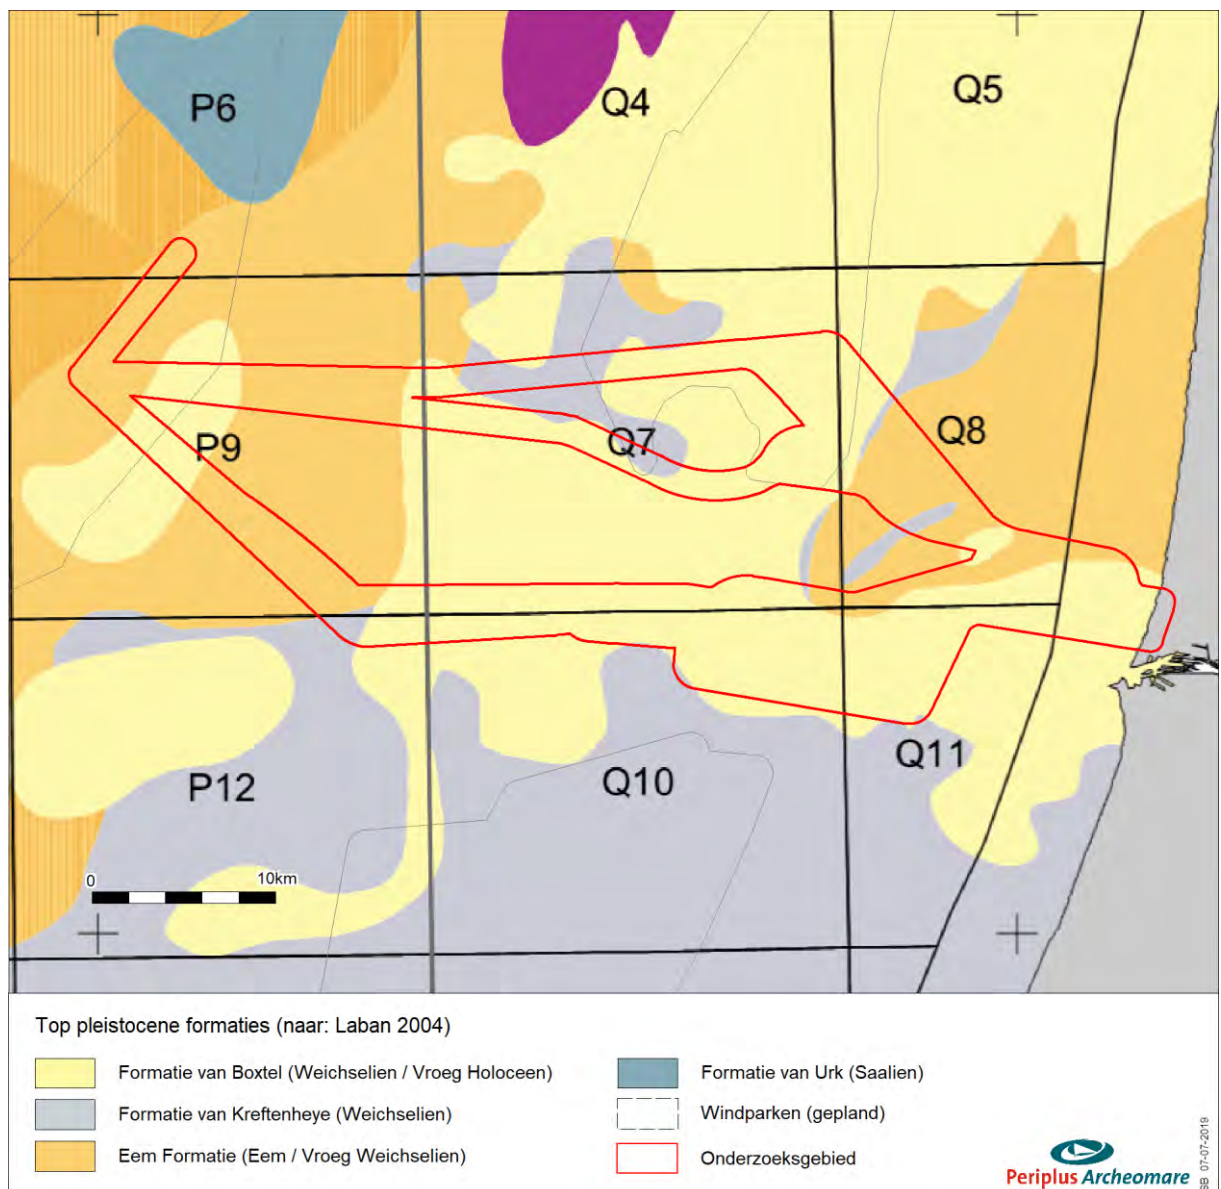 P6
Q4
Q5
P9
Q7
Q8
P12
Q10
Q11
0 10km
Top pleistocene formaties (naar: Laban 2004)
Formatie van Boxtel (Weichselien / Vroeg Holoceen)
Formatie van Kreftenheye (Weichselien)
Eem Formatie (Eem / Vroeg Weichselien)
Formatie van Urk (Saalien)
Windparken (gepland)
Onderzoeksgebied
Periplus Archeomare
SB 07-07-2019